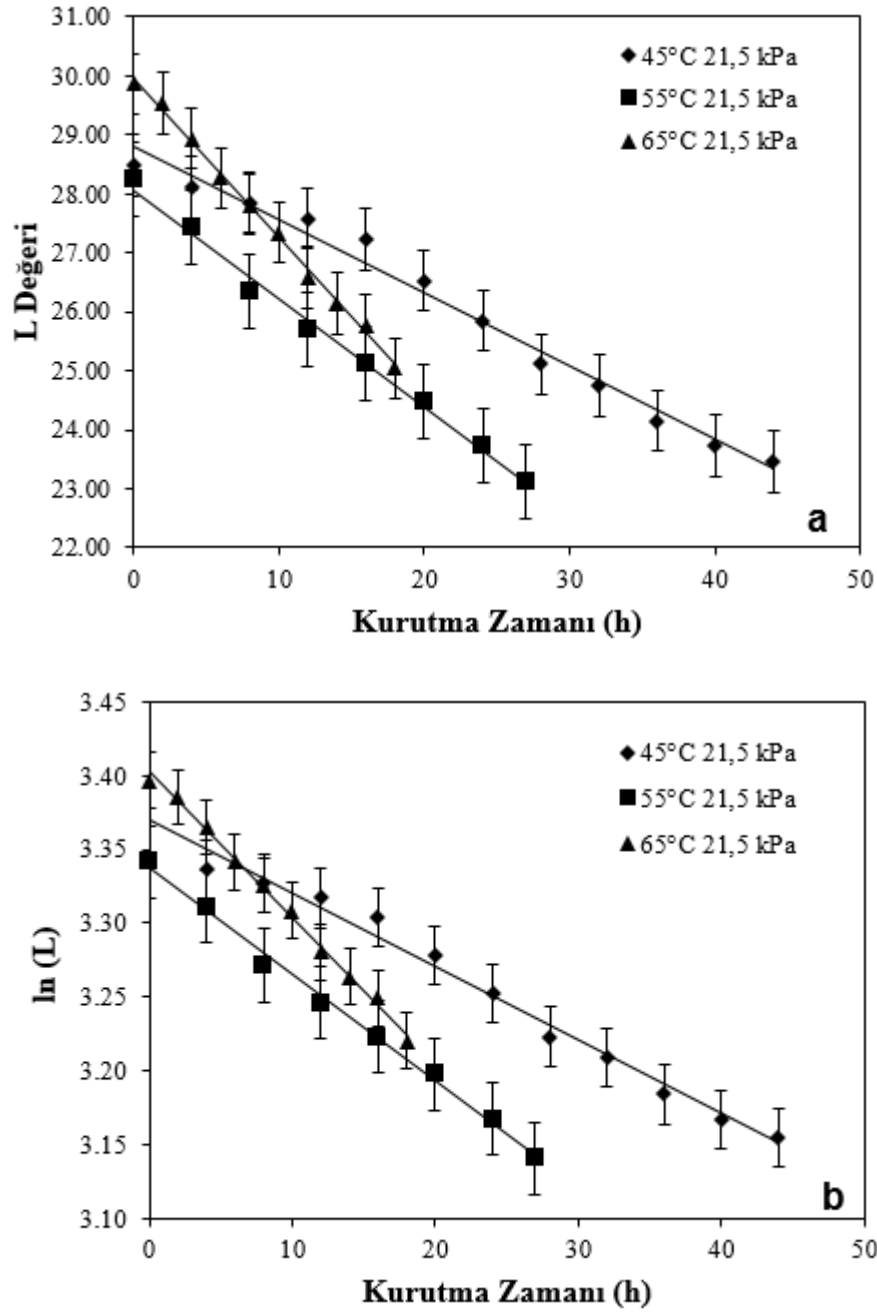 31.00
30.00
29.00
28.00
27.00
26.00
25.00
24.00
23.00
22.00
L Değeri
45°C 21,5 kPa
55°C 21,5 kPa
65°C 21,5 kPa
a
0 10 20 30 40 50
Kurutma Zamanı (h)
3.45
3.40
3.35
3.30
3.25
3.20
3.15
3.10
ln (L)
45°C 21,5 kPa
55°C 21,5 kPa
65°C 21,5 kPa
b
0 10 20 30 40 50
Kurutma Zamanı (h)